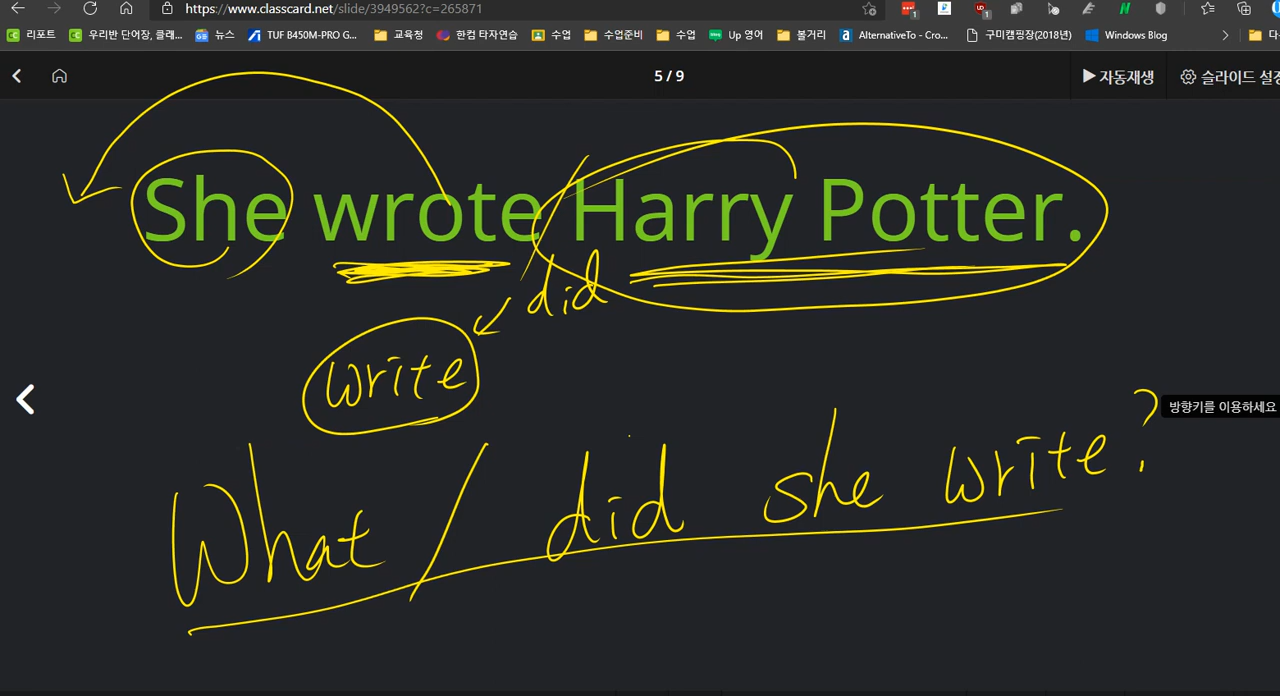 https://www.classcard.net/slide/3949562?c=265871
리포트 우리반 단어장, 클래... 뉴스 TUF B450M-PRO G... 교육청 한컴 타자연습 수업 수업준비 수업 Up 영어 볼거리 AlternativeTo - Cro... 구미캠핑장(2018년) Windows Blog 다
5 / 9 ▶자동재생 슬라이드 설정
She wrote Harry Potter.
did
write
방향키를 이용하세요
What / did she write?